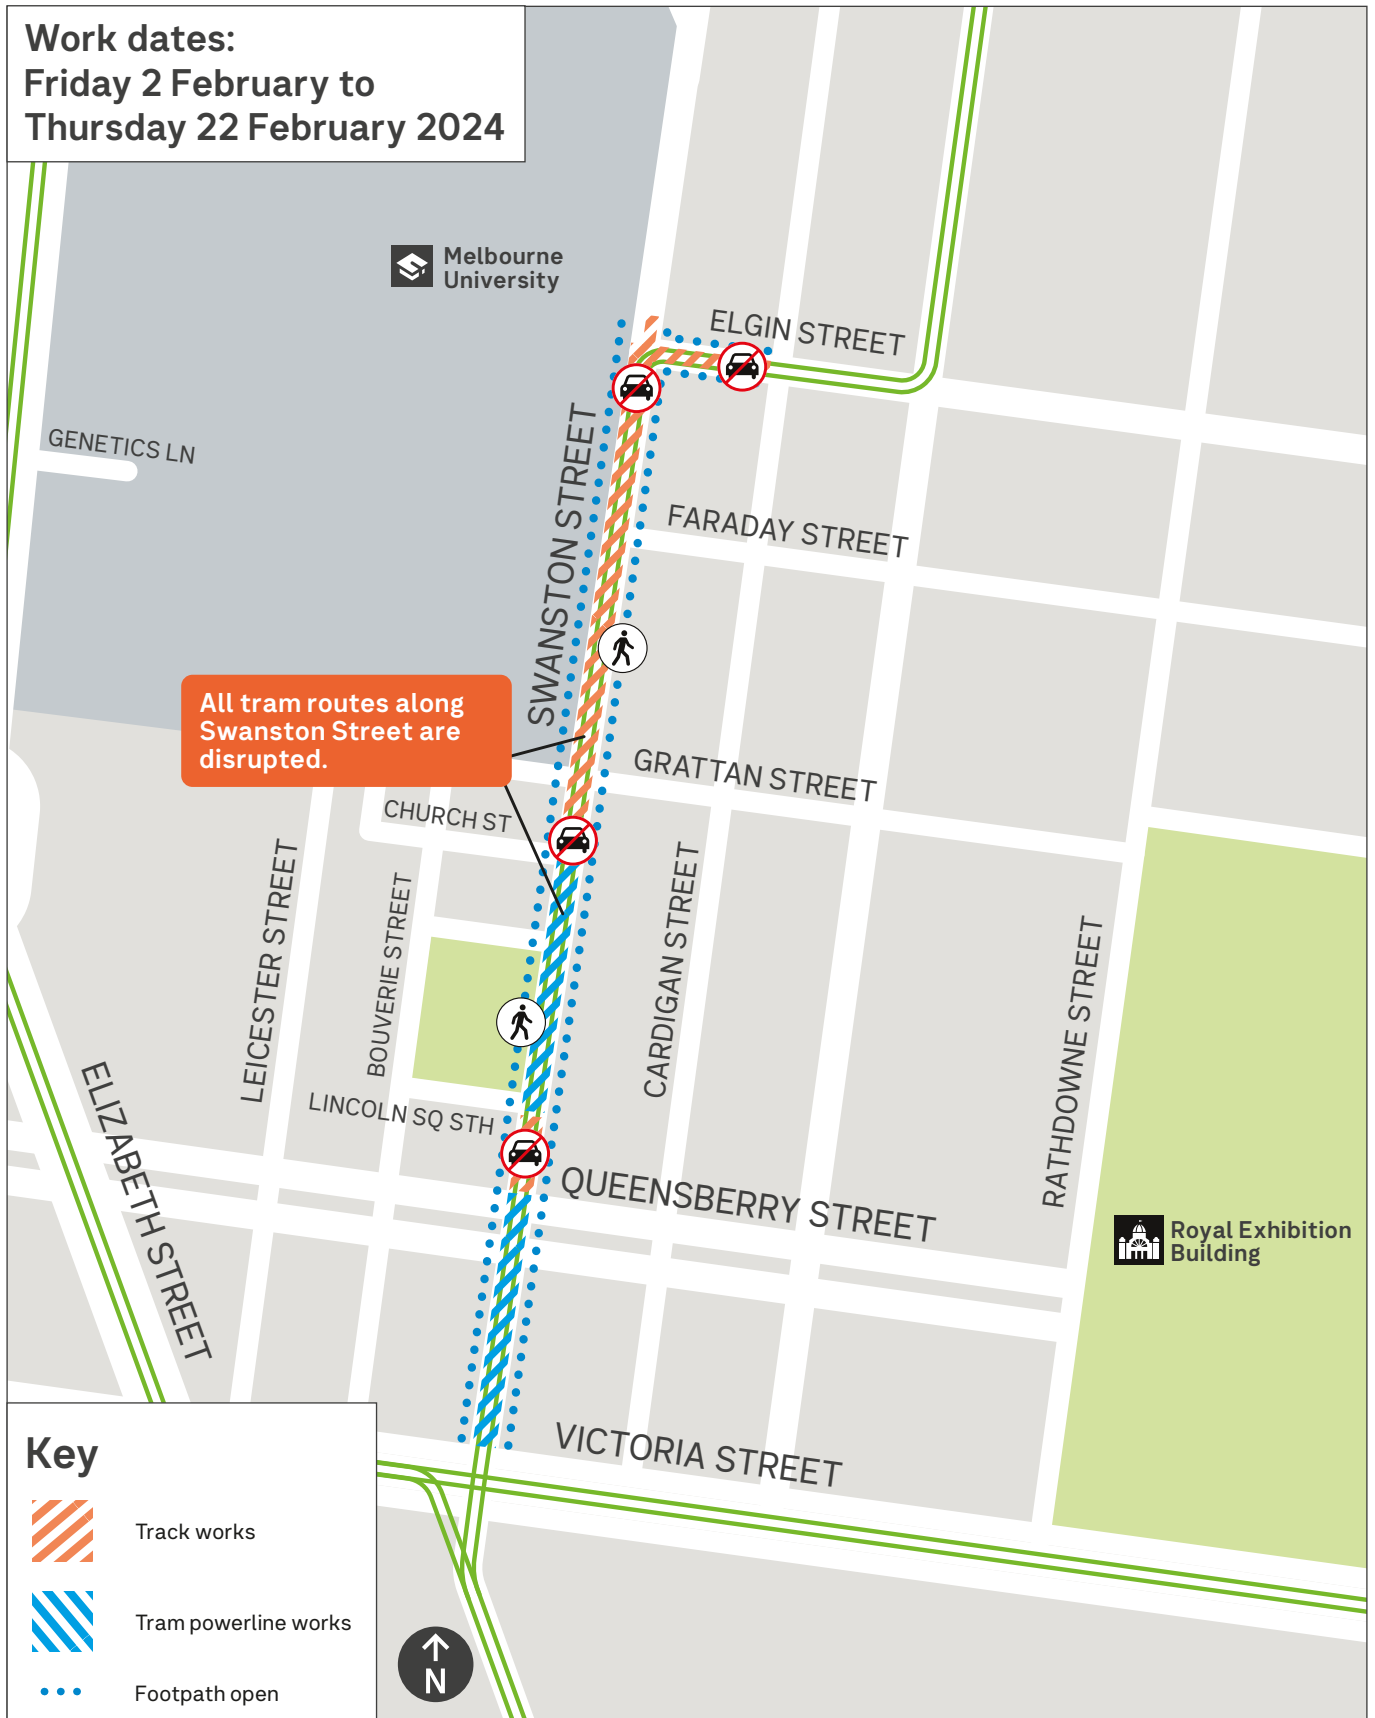 Work dates:
Friday 2 February to
Thursday 22 February 2024
Melbourne
University
ELGIN STREET
GENETICS LN
SWANSTON STREET
FARADAY STREET
All tram routes along
Swanston Street are
disrupted.
GRATTAN STREET
CHURCH ST
LEICESTER STREET
BOUVERIE STREET
CARDIGAN STREET
RATHDOWNE STREET
ELIZABETH STREET
LINCOLN SQ STH
QUEENSBERRY STREET
Royal Exhibition
Building
VICTORIA STREET
Key
Track works
Tram powerline works
Footpath open
N